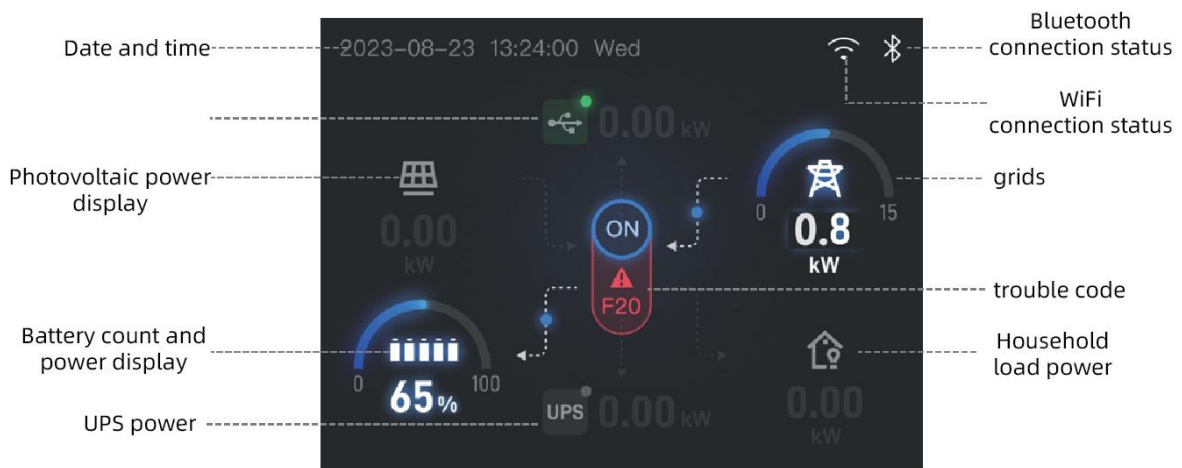 Date and time
2023-08-23 13:24:00 Wed
Bluetooth
connection status
WiFi
connection status
0.00 kW
Photovoltaic power
display
0.00
kW
ON
F20
0
15
0.8
kW
grids
trouble code
Battery count and
power display
0
100
65%
Household
load power
0.00
kW
UPS power
UPS
0.00 kW